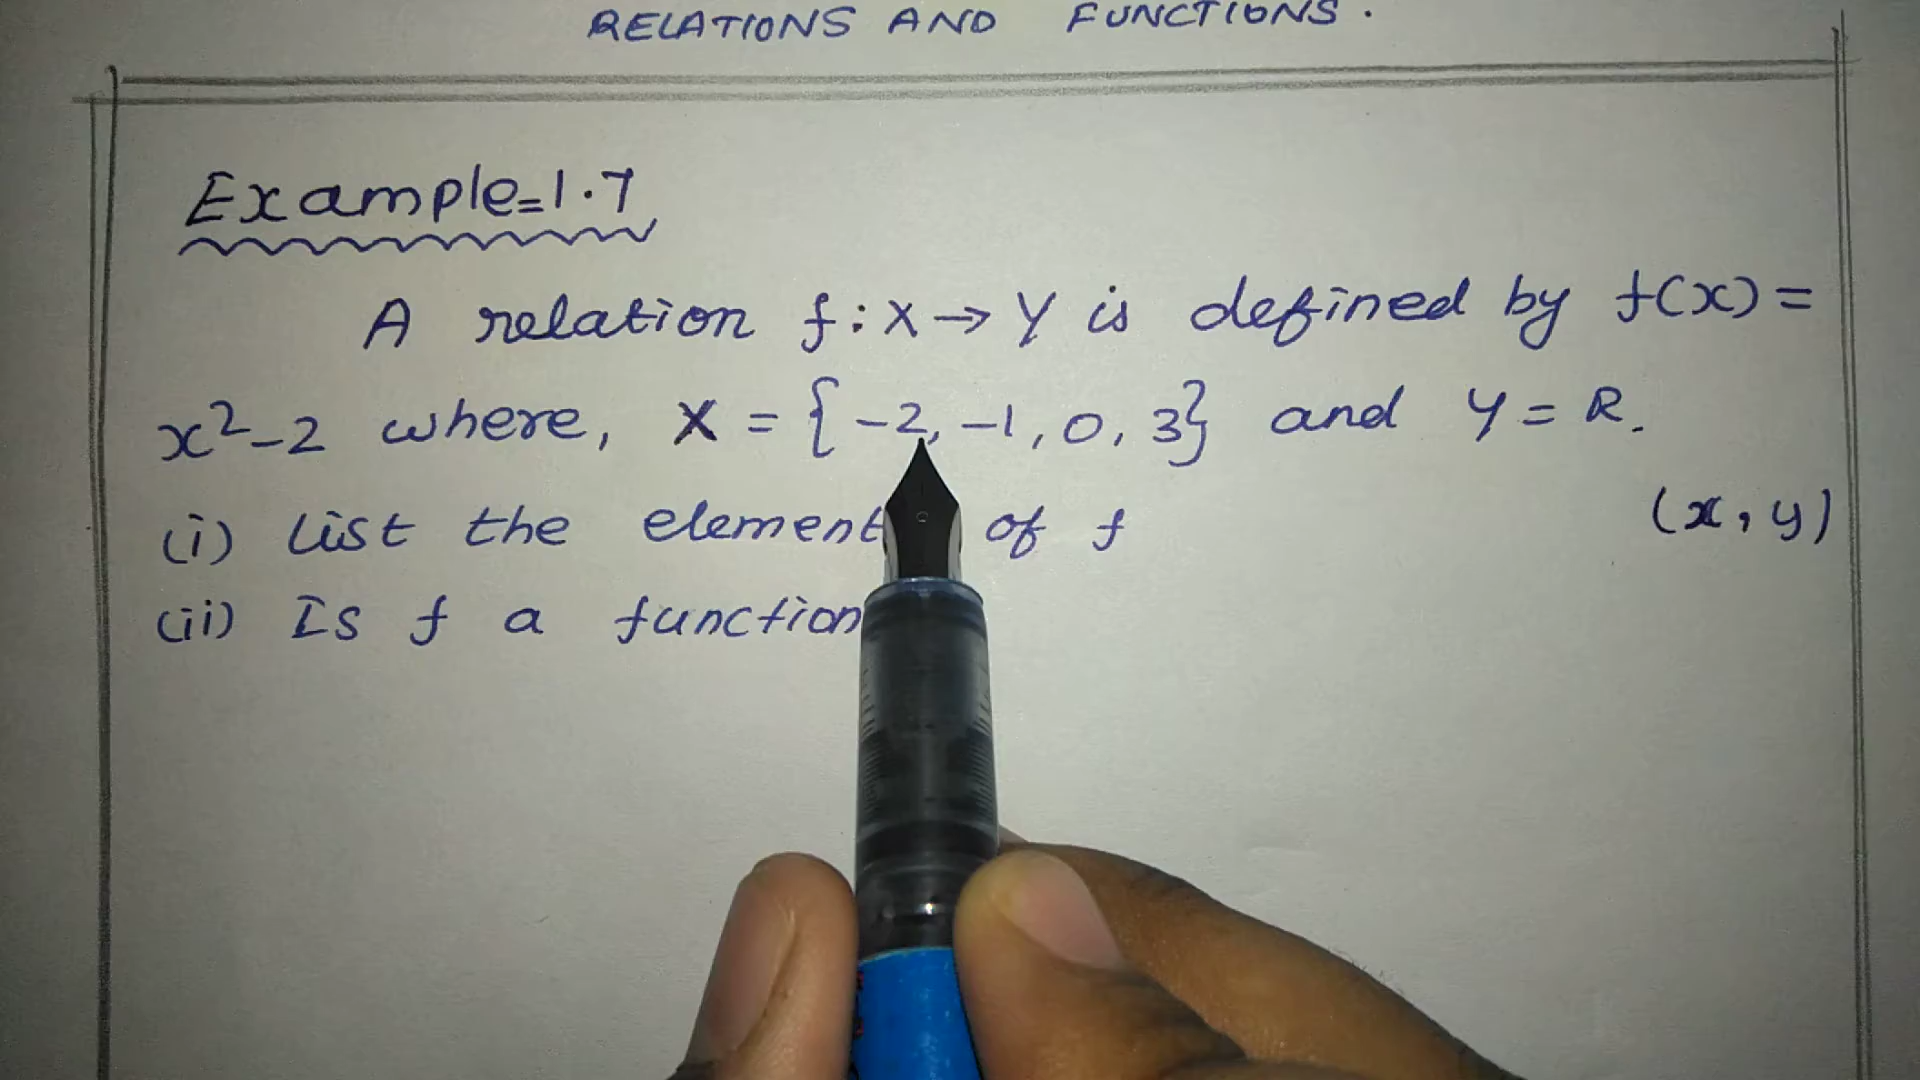 RELATIONS AND FUNCTIONS.
Example=1.7
A relation f:X→Y is defined by f(x)=
x²-2 where, X = {-2, -1, 0, 3} and Y=R.
(i) List the element of f (x, y)
(ii) Is f a function